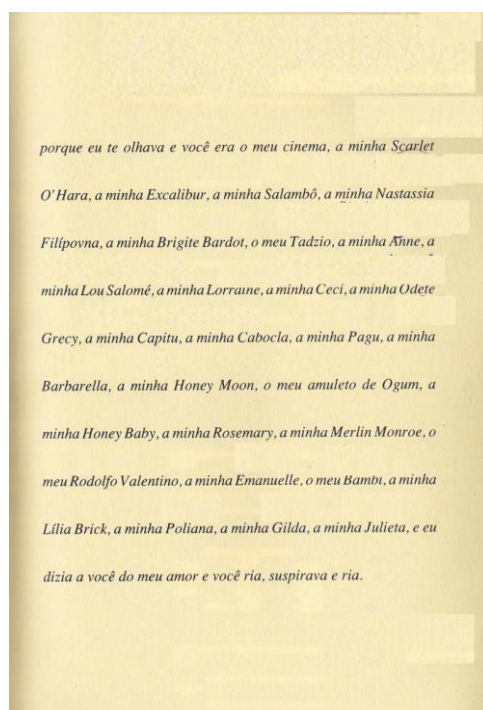 porque eu te olhava e você era o meu cinema, a minha Scarlet
O'Hara, a minha Excalibur, a minha Salambô, a minha Nastassia
Filípovna, a minha Brigite Bardot, o meu Tadzio, a minha Anne, a
minha Lou Salomé, a minha Lorraine, a minha Ceci, a minha Odete
Grecy, a minha Capitu, a minha Cabocla, a minha Pagu, a minha
Barbarella, a minha Honey Moon, o meu amuleto de Ogum, a
minha Honey Baby, a minha Rosemary, a minha Merlin Monroe, o
meu Rodolfo Valentino, a minha Emanuelle, o meu Bambi, a minha
Lília Brick, a minha Poliana, a minha Gilda, a minha Julieta, e eu
dizia a você do meu amor e você ria, suspirava e ria.